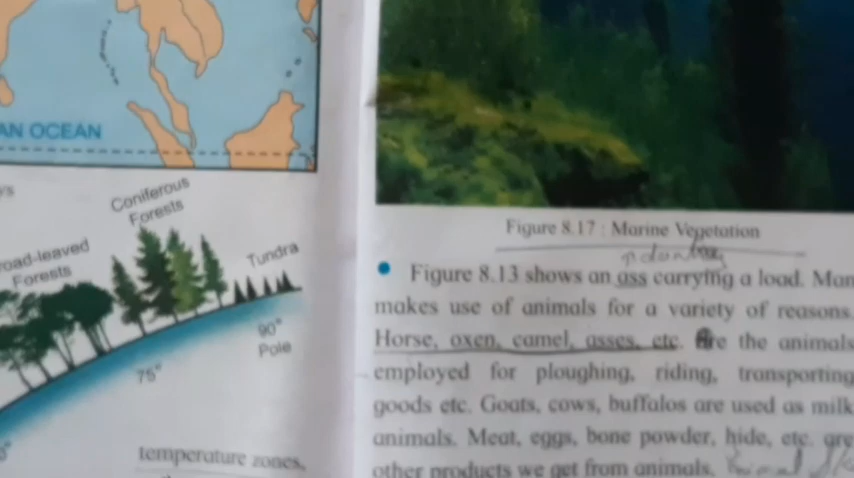 AN OCEAN
Coniferous
Forests
road-leaved
Forests
Tundra
90°
Pole
75°
temperature zones,
Figure 8.17 : Marine Vegetation
• Figure 8.13 shows an ass carrying a load. Man
makes use of animals for a variety of reasons.
Horse, oxen, camel, asses, etc. are the animals
employed for ploughing, riding, transporting
goods etc. Goats, cows, buffalos are used as milk
animals. Meat, eggs, bone powder, hide, etc. are
other products we get from animals.